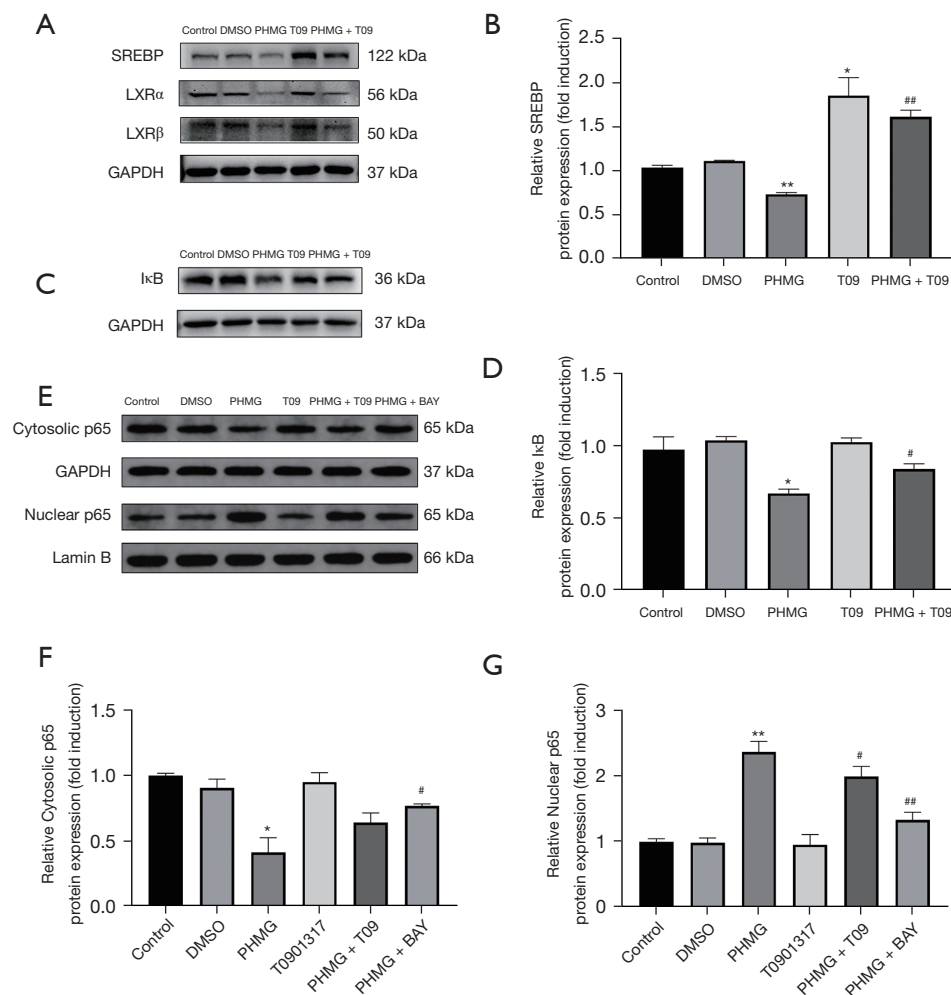 A
Control DMSO PHMG T09 PHMG + T09
SREBP 122 kDa
LXRα 56 kDa
LXRβ 50 kDa
GAPDH 37 kDa
B
Relative SREBP
protein expression (fold induction)
2.5
2.0
1.5
1.0
0.5
0.0
*
##
**
Control DMSO PHMG T09 PHMG + T09
C
Control DMSO PHMG T09 PHMG + T09
IκB 36 kDa
GAPDH 37 kDa
D
Relative IκB
protein expression (fold induction)
1.5
1.0
0.5
0.0
*
#
Control DMSO PHMG T09 PHMG + T09
E
Control DMSO PHMG T09 PHMG + T09 PHMG + BAY
Cytosolic p65 65 kDa
GAPDH 37 kDa
Nuclear p65 65 kDa
Lamin B 66 kDa
F
Relative Cytosolic p65
protein expression (fold induction)
1.5
1.0
0.5
0.0
*
#
Control DMSO PHMG T0901317 PHMG + T09 PHMG + BAY
G
Relative Nuclear p65
protein expression (fold induction)
3
2
1
0
**
#
##
Control DMSO PHMG T0901317 PHMG + T09 PHMG + BAY